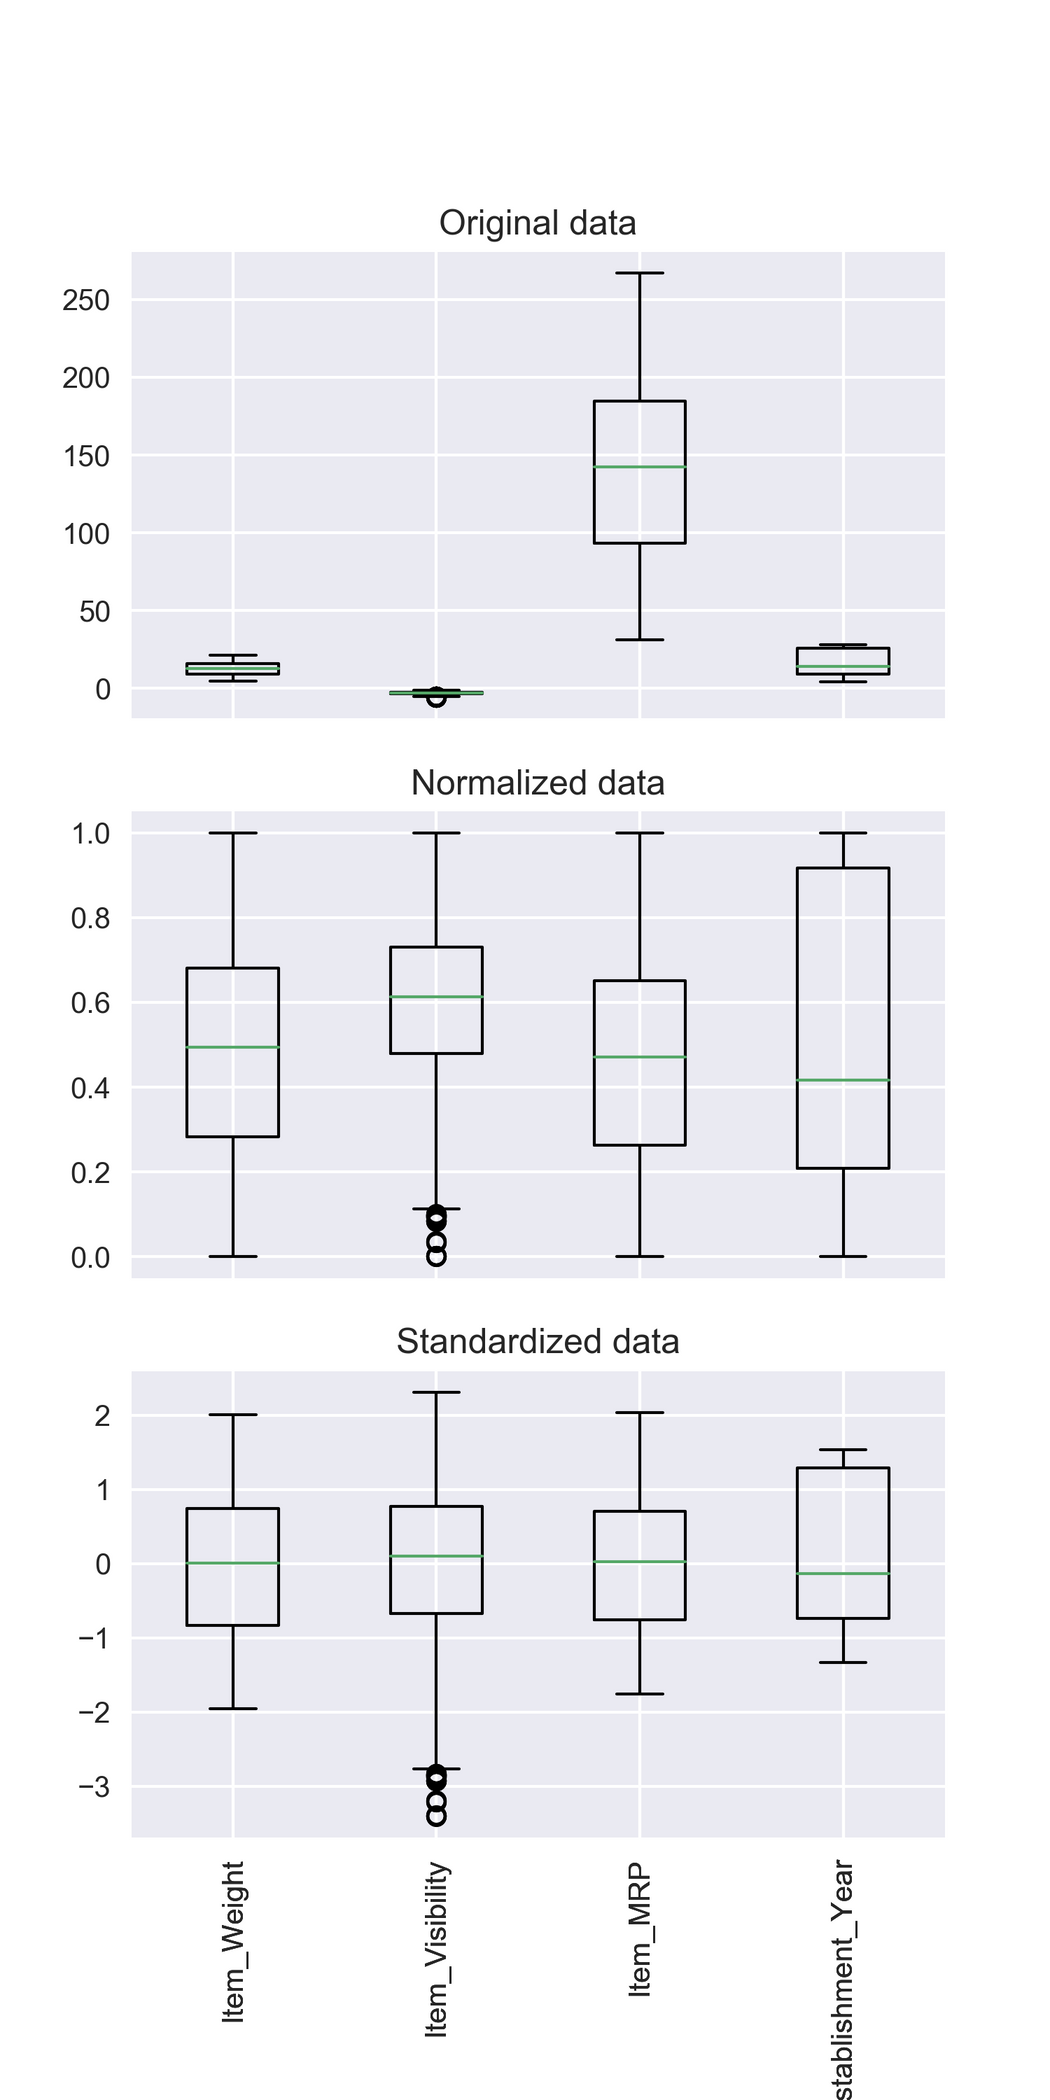 Original data
250
200
150
100
50
0
Normalized data
1.0
0.8
0.6
0.4
0.2
0.0
Standardized data
2
1
0
−1
−2
−3
Item_Weight
Item_Visibility
Item_MRP
stablishment_Year